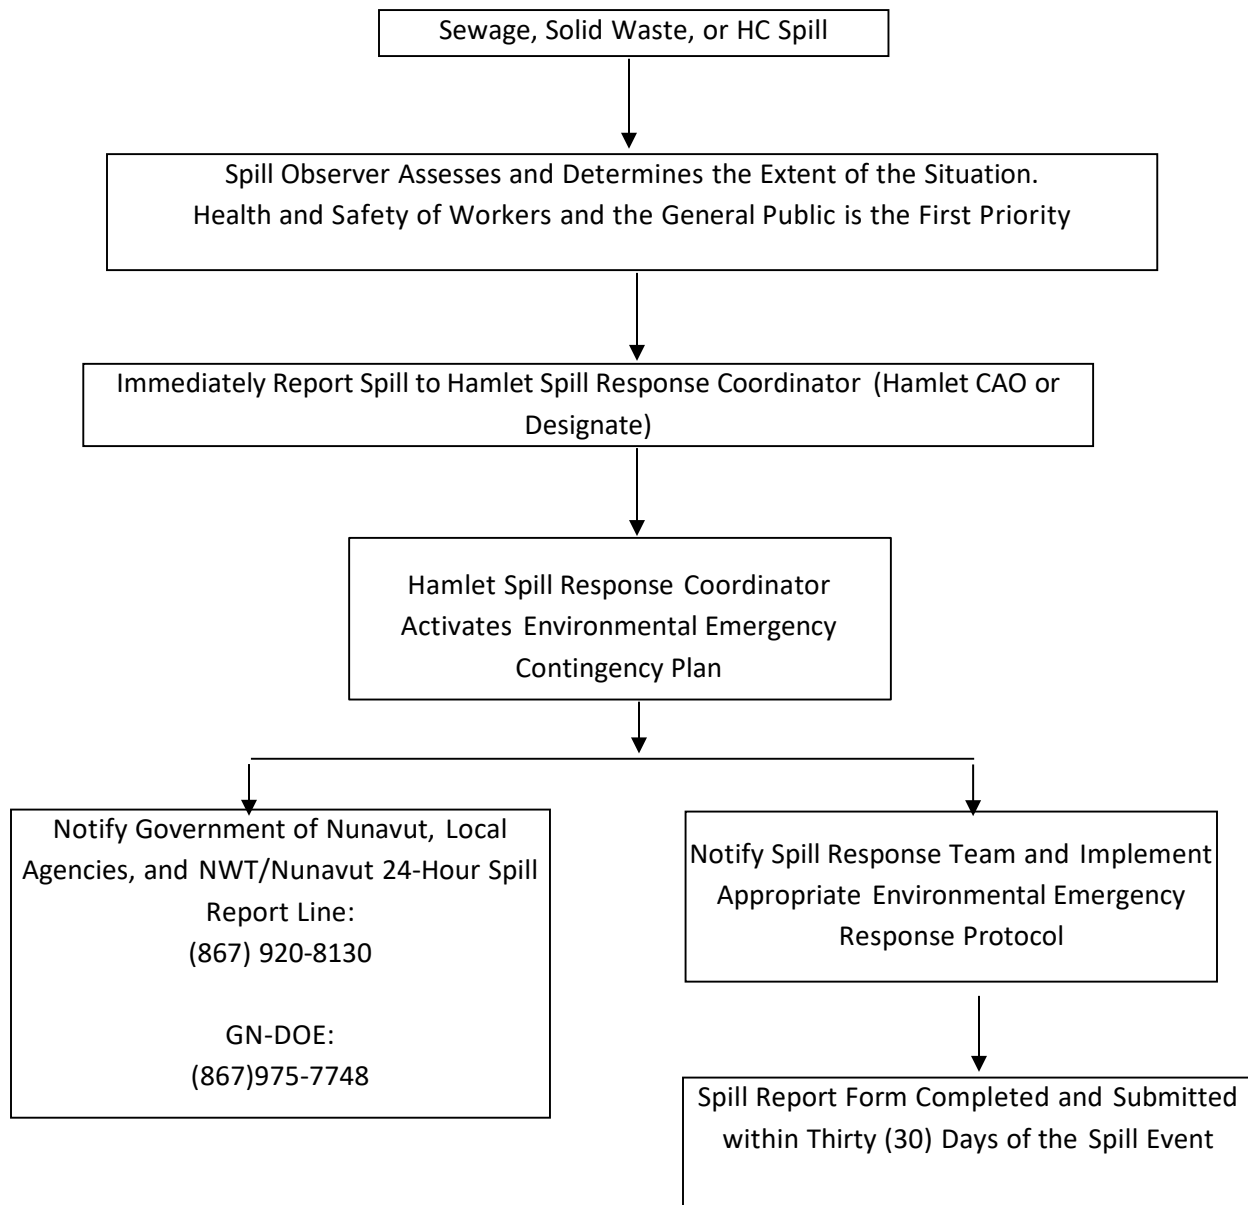 Sewage, Solid Waste, or HC Spill
Spill Observer Assesses and Determines the Extent of the Situation.
Health and Safety of Workers and the General Public is the First Priority
Immediately Report Spill to Hamlet Spill Response Coordinator (Hamlet CAO or
Designate)
Hamlet Spill Response Coordinator
Activates Environmental Emergency
Contingency Plan
Notify Government of Nunavut, Local
Agencies, and NWT/Nunavut 24-Hour Spill
Report Line:
(867) 920-8130
GN-DOE:
(867)975-7748
Notify Spill Response Team and Implement
Appropriate Environmental Emergency
Response Protocol
Spill Report Form Completed and Submitted
within Thirty (30) Days of the Spill Event